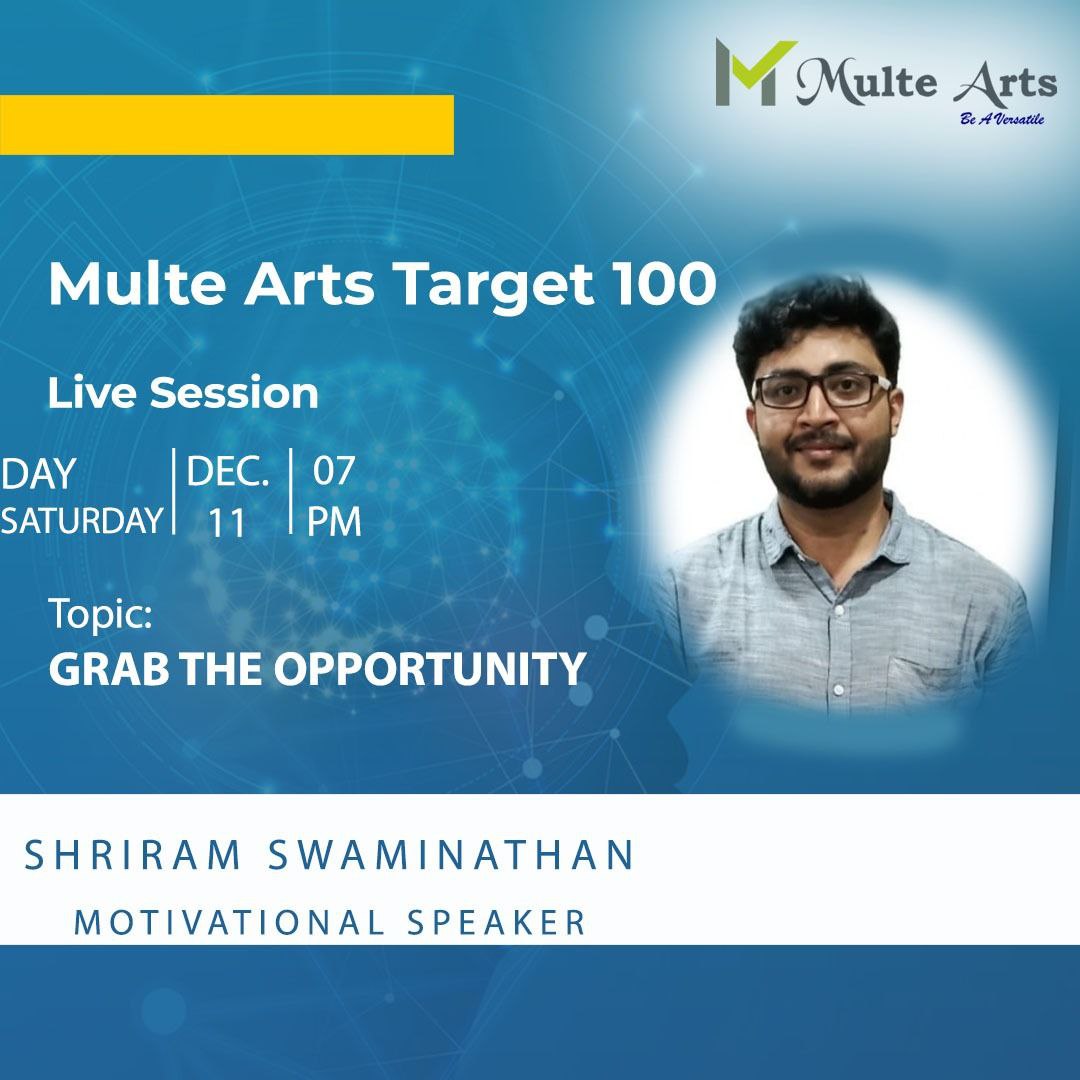 Multe Arts
Be A Versatile
Multe Arts Target 100
Live Session
DAY
SATURDAY
DEC.
11
07
PM
Topic:
GRAB THE OPPORTUNITY
SHRIRAM SWAMINATHAN
MOTIVATIONAL SPEAKER